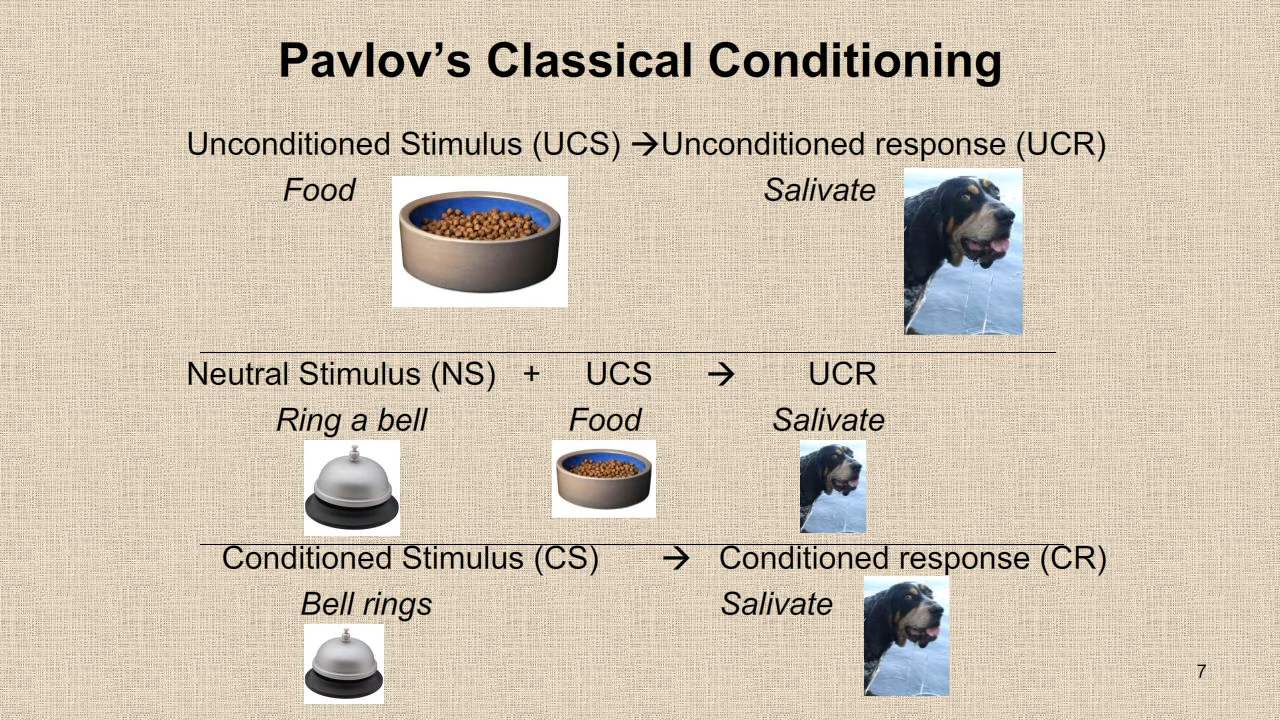 Pavlov’s Classical Conditioning
Unconditioned Stimulus (UCS) →Unconditioned response (UCR)
Food Salivate
Neutral Stimulus (NS) + UCS → UCR
Ring a bell Food Salivate
Conditioned Stimulus (CS) → Conditioned response (CR)
Bell rings Salivate
7